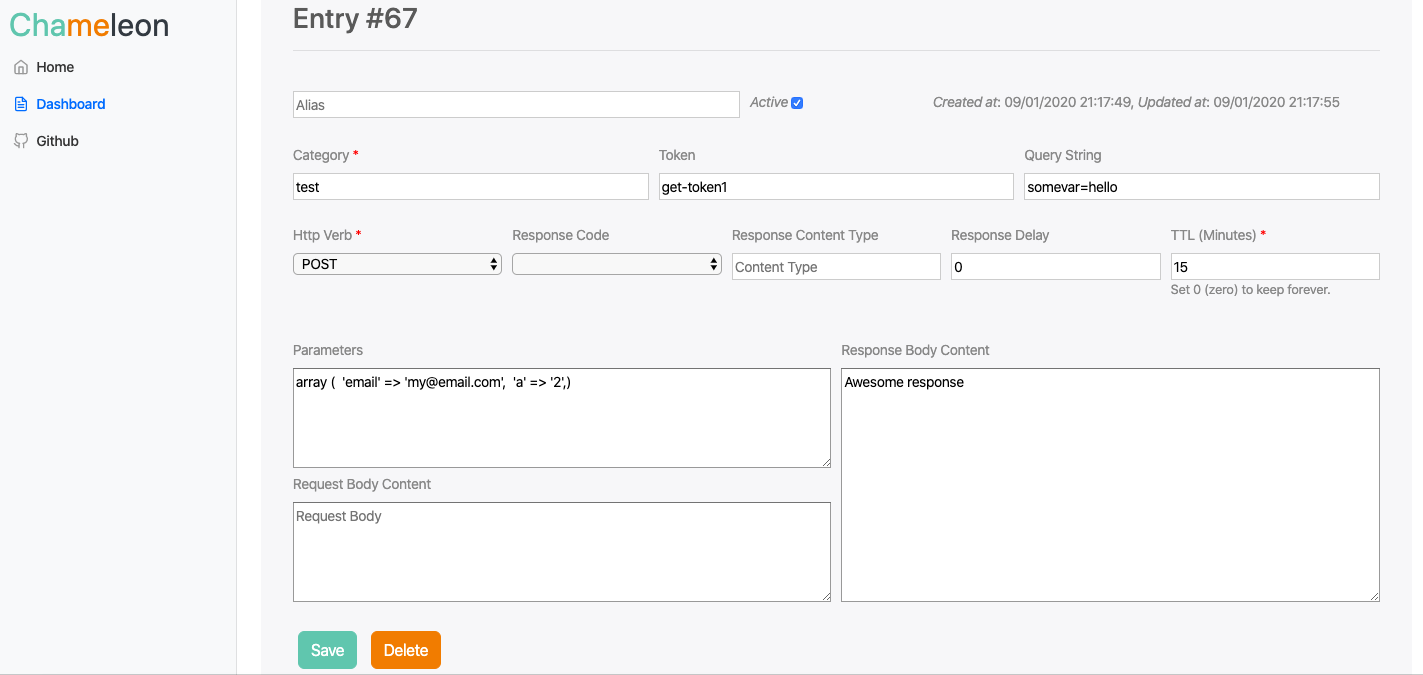 Chameleon
Home
Dashboard
Github
Entry #67
Alias
Active
Created at: 09/01/2020 21:17:49, Updated at: 09/01/2020 21:17:55
Category * Token Query String
test get-token1 somevar=hello
Http Verb * Response Code Response Content Type Response Delay TTL (Minutes) *
POST Content Type 0 15
Set 0 (zero) to keep forever.
Parameters
array (  'email' => 'my@email.com',  'a' => '2',)
Request Body Content
Request Body
Response Body Content
Awesome response
Save Delete